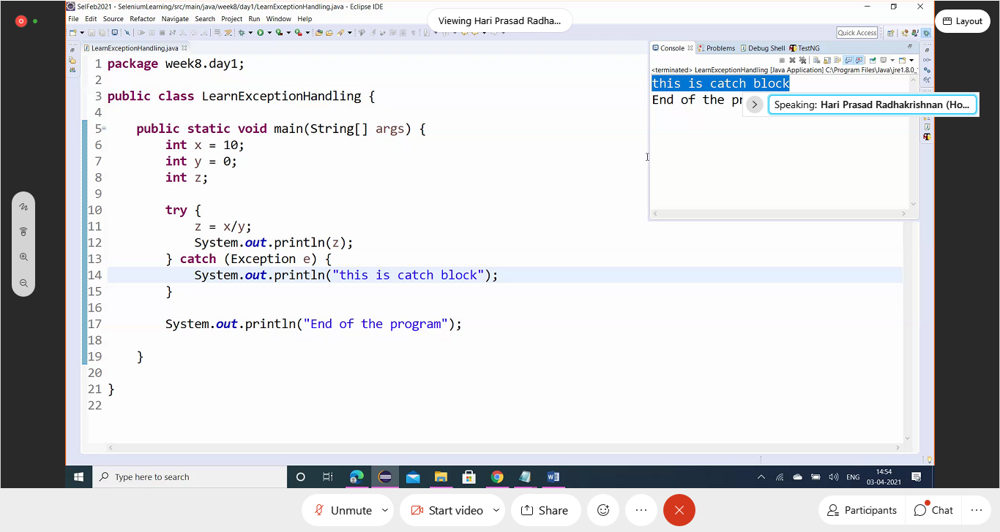 SelFeb2021 - SeleniumLearning/src/main/java/week8/day1/LearnExceptionHandling.java - Eclipse IDE
File Edit Source Refactor Navigate Search Project Run Window Help
Viewing Hari Prasad Radha...
Layout
Quick Access
LearnExceptionHandling.java
1 package week8.day1;
2
3 public class LearnExceptionHandling {
4
5 public static void main(String[] args) {
6 int x = 10;
7 int y = 0;
8 int z;
9
10 try {
11 z = x/y;
12 System.out.println(z);
13 } catch (Exception e) {
14 System.out.println("this is catch block");
15 }
16
17 System.out.println("End of the program");
18
19 }
20
21 }
22
Console Problems Debug Shell TestNG
<terminated> LearnExceptionHandling [Java Application] C:\Program Files\Java\jre1.8.0_
this is catch block
End of the pr
Speaking: Hari Prasad Radhakrishnan (Ho...
Type here to search
ENG
14:54
03-04-2021
Unmute
Start video
Share
Participants
Chat